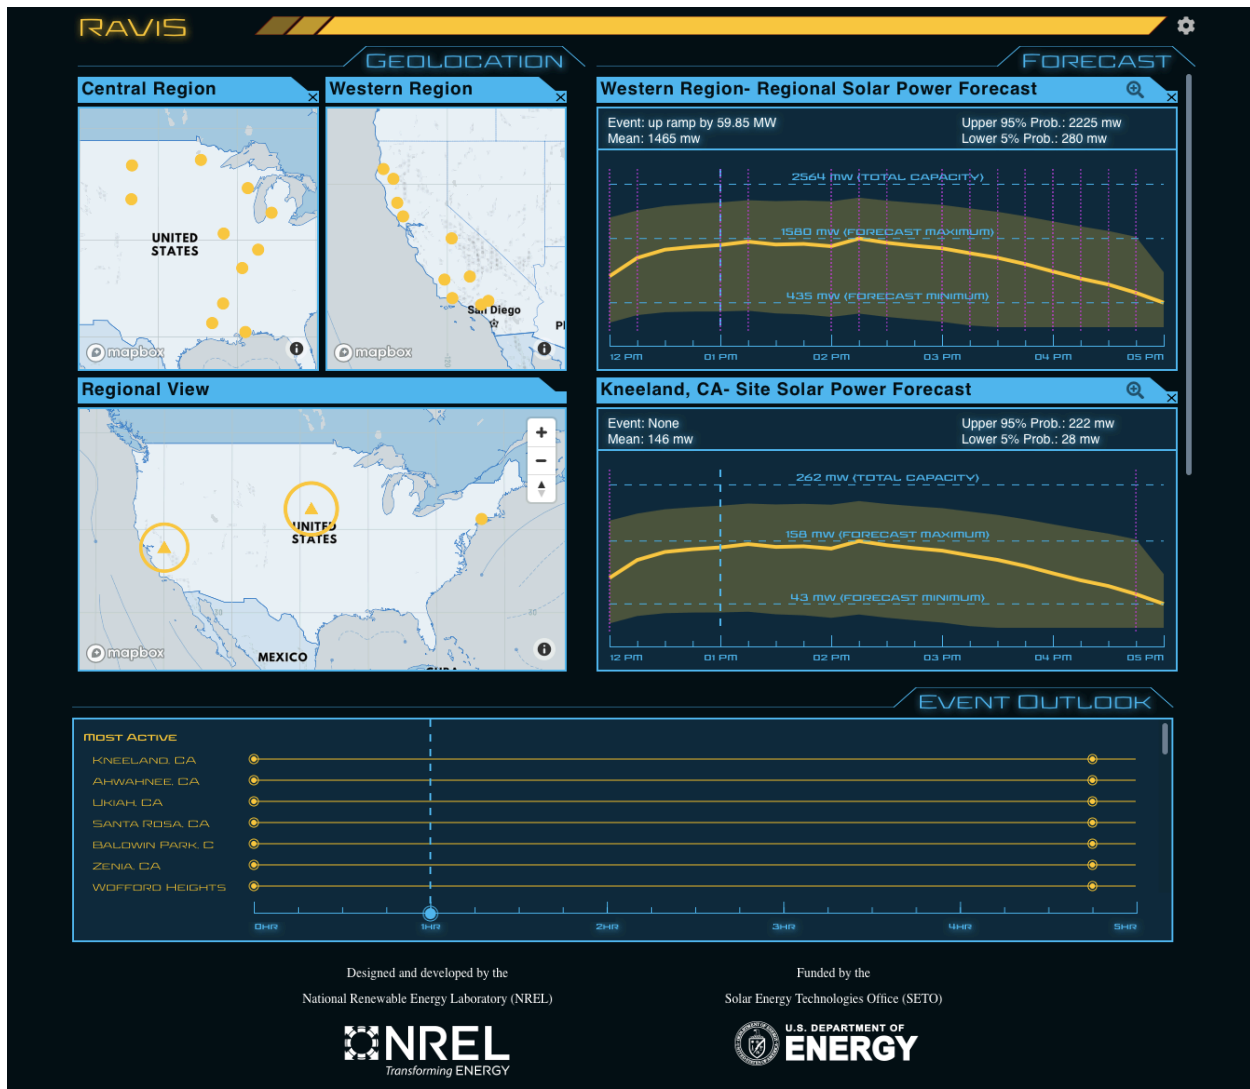 RAVIS
GEOLOCATION
FORECAST
Central Region
Western Region
UNITED
STATES
mapbox
San Diego
mapbox
Regional View
UNITED
STATES
30
30
MEXICO
mapbox
Western Region- Regional Solar Power Forecast
Event: up ramp by 59.85 MW
Mean: 1465 mw
Upper 95% Prob.: 2225 mw
Lower 5% Prob.: 280 mw
2564 MW (TOTAL CAPACITY)
1580 MW (FORECAST MAXIMUM)
435 MW (FORECAST MINIMUM)
12 PM 01 PM 02 PM 03 PM 04 PM 05 PM
Kneeland, CA- Site Solar Power Forecast
Event: None
Mean: 146 mw
Upper 95% Prob.: 222 mw
Lower 5% Prob.: 28 mw
262 MW (TOTAL CAPACITY)
158 MW (FORECAST MAXIMUM)
43 MW (FORECAST MINIMUM)
12 PM 01 PM 02 PM 03 PM 04 PM 05 PM
EVENT OUTLOOK
MOST ACTIVE
KNEELAND, CA
AHWAHNEE, CA
UKIAH, CA
SANTA ROSA, CA
BALDWIN PARK, C
ZENIA, CA
WOFFORD HEIGHTS
0HR 1HR 2HR 3HR 4HR 5HR
Designed and developed by the
National Renewable Energy Laboratory (NREL)
NREL
Transforming ENERGY
Funded by the
Solar Energy Technologies Office (SETO)
U.S. DEPARTMENT OF
ENERGY